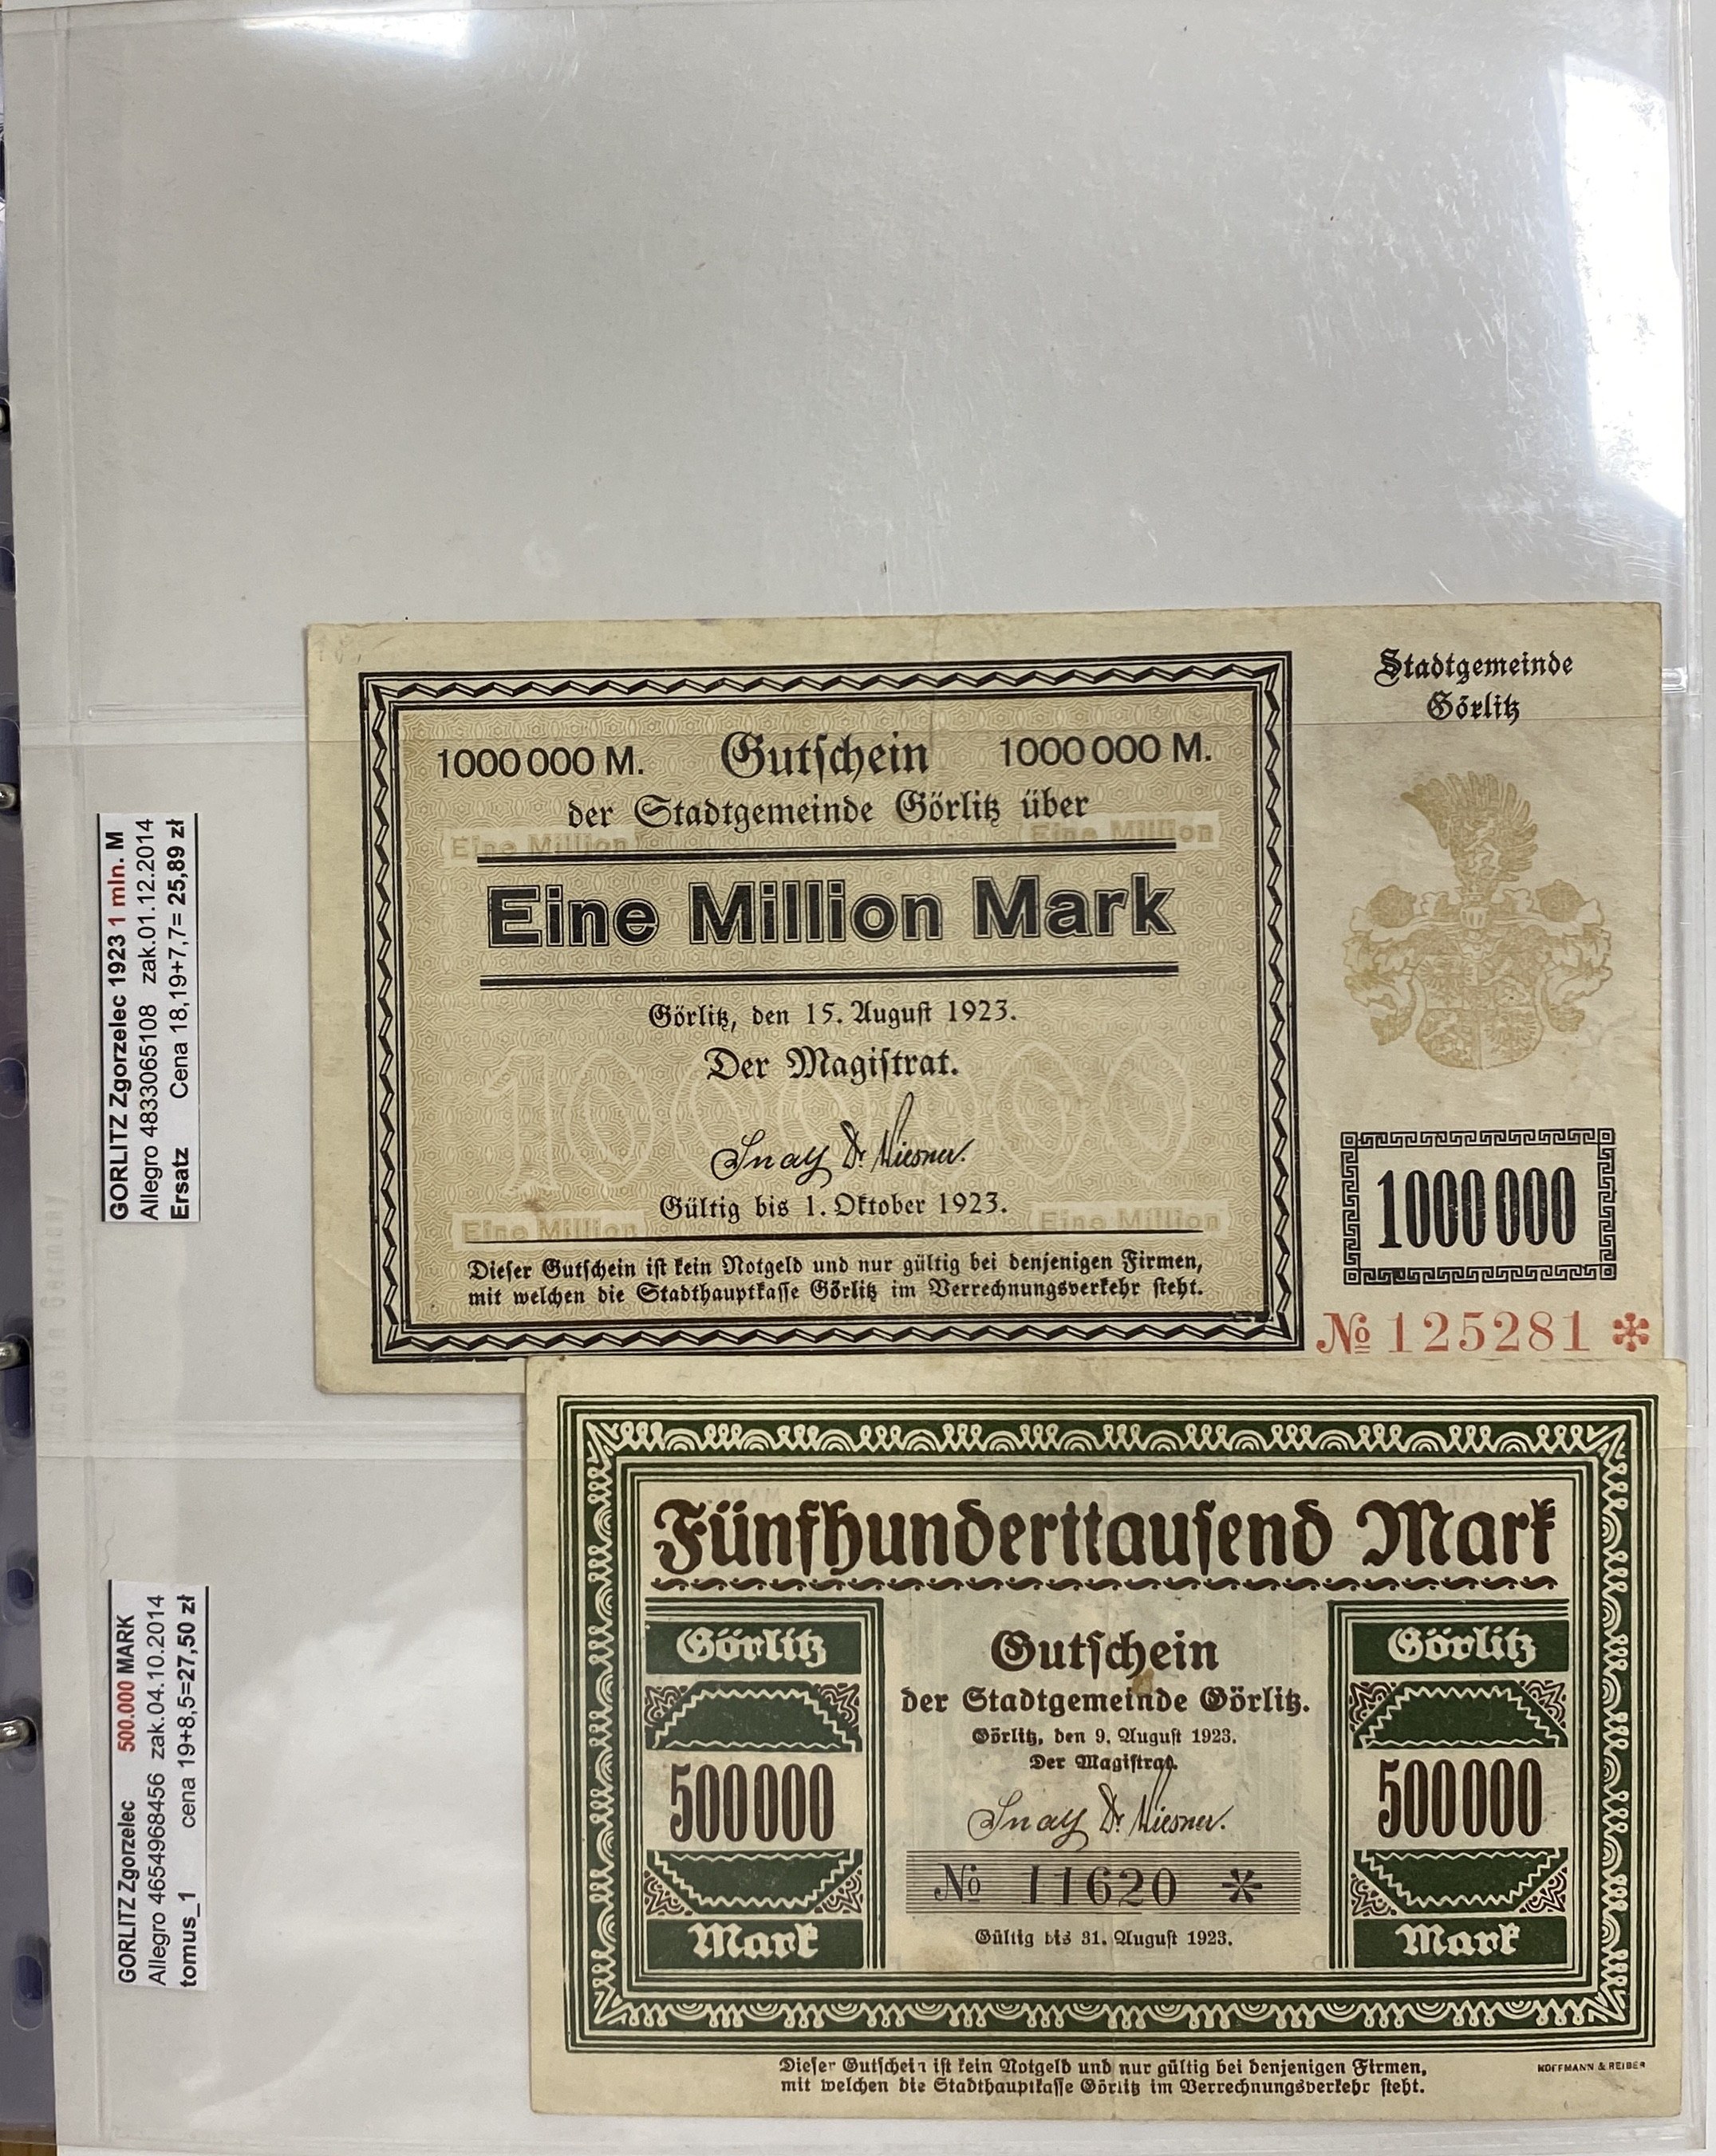 GORLITZ Zgorzelec 1923 1 mln. M
Allegro 4833065108 zak.01.12.2014
Ersatz Cena 18,19+7,7= 25,89 zł
Stadtgemeinde
Görlitz
1000000 M. Gutschein 1000000 M.
der Stadtgemeinde Görlitz über
Eine Million Eine Million
Eine Million Mark
Görlitz, den 15. August 1923.
Der Magistrat.
1000000
Snay Dr. Wiesner.
Gültig bis 1. Oktober 1923.
Eine Million Eine Million
Dieser Gutschein ist kein Notgeld und nur gültig bei denjenigen Firmen,
mit welchen die Stadthauptkasse Görlitz im Verrechnungsverkehr steht.
1000000
No 125281 *
GORLITZ Zgorzelec 500.000 MARK
Allegro 4654968456 zak.04.10.2014
tomus_1 cena 19+8,5=27,50 zł
Fünfhunderttausend Mark
Görlitz
500000
Mark
Gutschein
der Stadtgemeinde Görlitz.
Görlitz, den 9. August 1923.
Der Magistrat.
Snay Dr. Wiesner.
No 11620 *
Gültig bis 31. August 1923.
Görlitz
500000
Mark
Dieser Gutschein ist kein Notgeld und nur gültig bei denjenigen Firmen,
mit welchen die Stadthauptkasse Görlitz im Verrechnungsverkehr steht.
HOFFMANN & REIBER